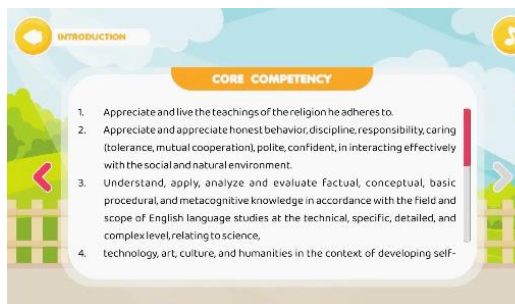 INTRODUCTION
CORE COMPETENCY
1. Appreciate and live the teachings of the religion he adheres to.
2. Appreciate and appreciate honest behavior, discipline, responsibility, caring
(tolerance, mutual cooperation), polite, confident, in interacting effectively
with the social and natural environment.
3. Understand, apply, analyze and evaluate factual, conceptual, basic
procedural, and metacognitive knowledge in accordance with the field and
scope of English language studies at the technical, specific, detailed, and
complex level, relating to science,
4. technology, art, culture, and humanities in the context of developing self-